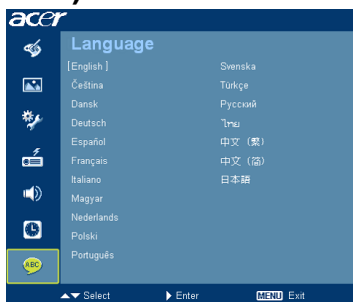 acer
Language
[English ]
Čeština
Dansk
Deutsch
Español
Français
Italiano
Magyar
Nederlands
Polski
Português
Svenska
Türkçe
Русский
ไทย
中文 (繁)
中文 (简)
日本語
ABC
Select Enter MENU Exit